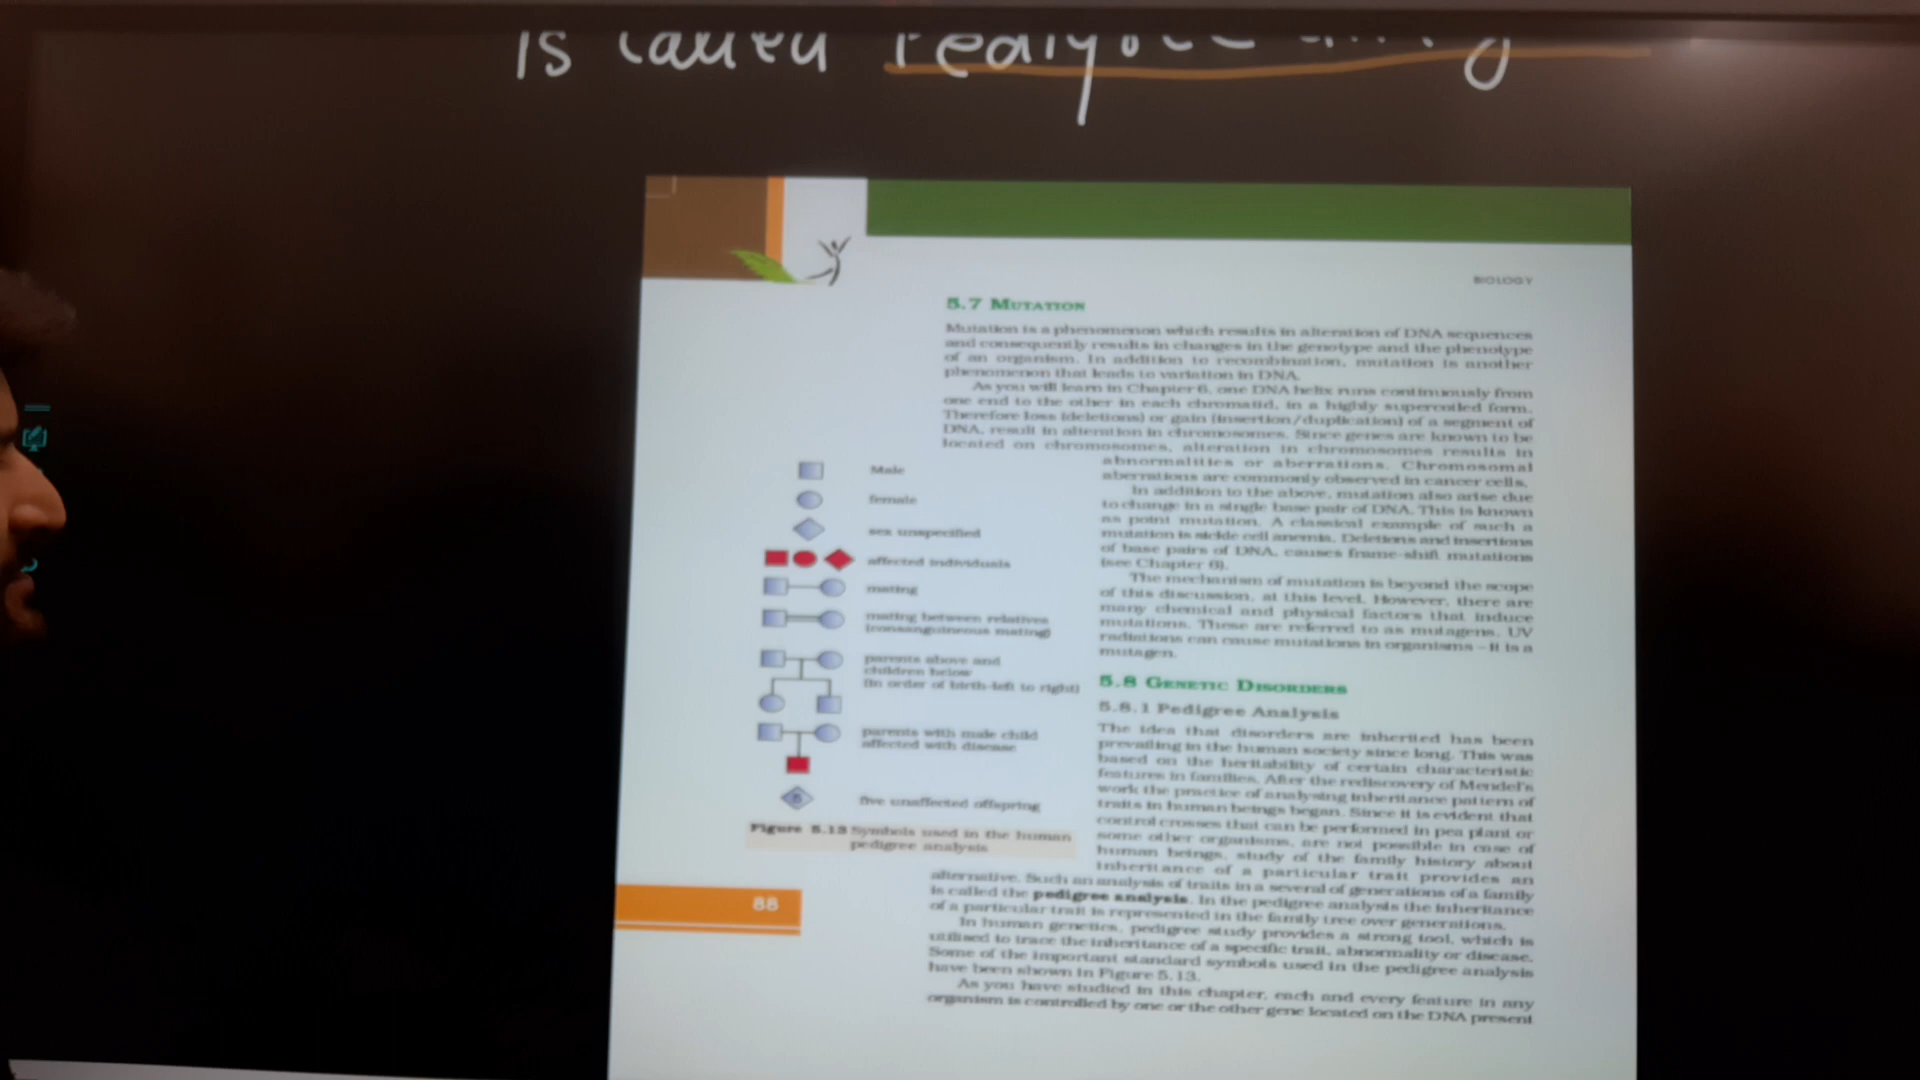 is called Pedigree
BIOLOGY
5.7 MUTATION
Mutation is a phenomenon which results in alteration of DNA sequences
and consequently results in changes in the genotype and the phenotype
of an organism. In addition to recombination, mutation is another
phenomenon that leads to variation in DNA.
As you will learn in Chapter 6, one DNA helix runs continuously from
one end to the other in each chromatid, in a highly supercoiled form.
Therefore loss (deletions) or gain (insertion/duplication) of a segment of
DNA, result in alteration in chromosomes. Since genes are known to be
located on chromosomes, alteration in chromosomes results in
abnormalities or aberrations. Chromosomal
aberrations are commonly observed in cancer cells.
In addition to the above, mutation also arise due
to change in a single base pair of DNA. This is known
as point mutation. A classical example of such a
mutation is sickle cell anemia. Deletions and insertions
of base pairs of DNA, causes frame-shift mutations
(see Chapter 6).
The mechanism of mutation is beyond the scope
of this discussion, at this level. However, there are
many chemical and physical factors that induce
mutations. These are referred to as mutagens. UV
radiations can cause mutations in organisms – it is a
mutagen.
Male
female
sex unspecified
affected individuals
mating
mating between relatives
(consanguineous mating)
parents above and
children below
(in order of birth-left to right)
parents with male child
affected with disease
5
five unaffected offspring
Figure 5.13 Symbols used in the human
pedigree analysis
5.8 GENETIC DISORDERS
5.8.1 Pedigree Analysis
The idea that disorders are inherited has been
prevailing in the human society since long. This was
based on the heritability of certain characteristic
features in families. After the rediscovery of Mendel's
work the practice of analysing inheritance pattern of
traits in human beings began. Since it is evident that
control crosses that can be performed in pea plant or
some other organisms, are not possible in case of
human beings, study of the family history about
inheritance of a particular trait provides an
alternative. Such an analysis of traits in a several of generations of a family
is called the pedigree analysis. In the pedigree analysis the inheritance
of a particular trait is represented in the family tree over generations.
In human genetics, pedigree study provides a strong tool, which is
utilised to trace the inheritance of a specific trait, abnormality or disease.
Some of the important standard symbols used in the pedigree analysis
have been shown in Figure 5.13.
As you have studied in this chapter, each and every feature in any
organism is controlled by one or the other gene located on the DNA present
88